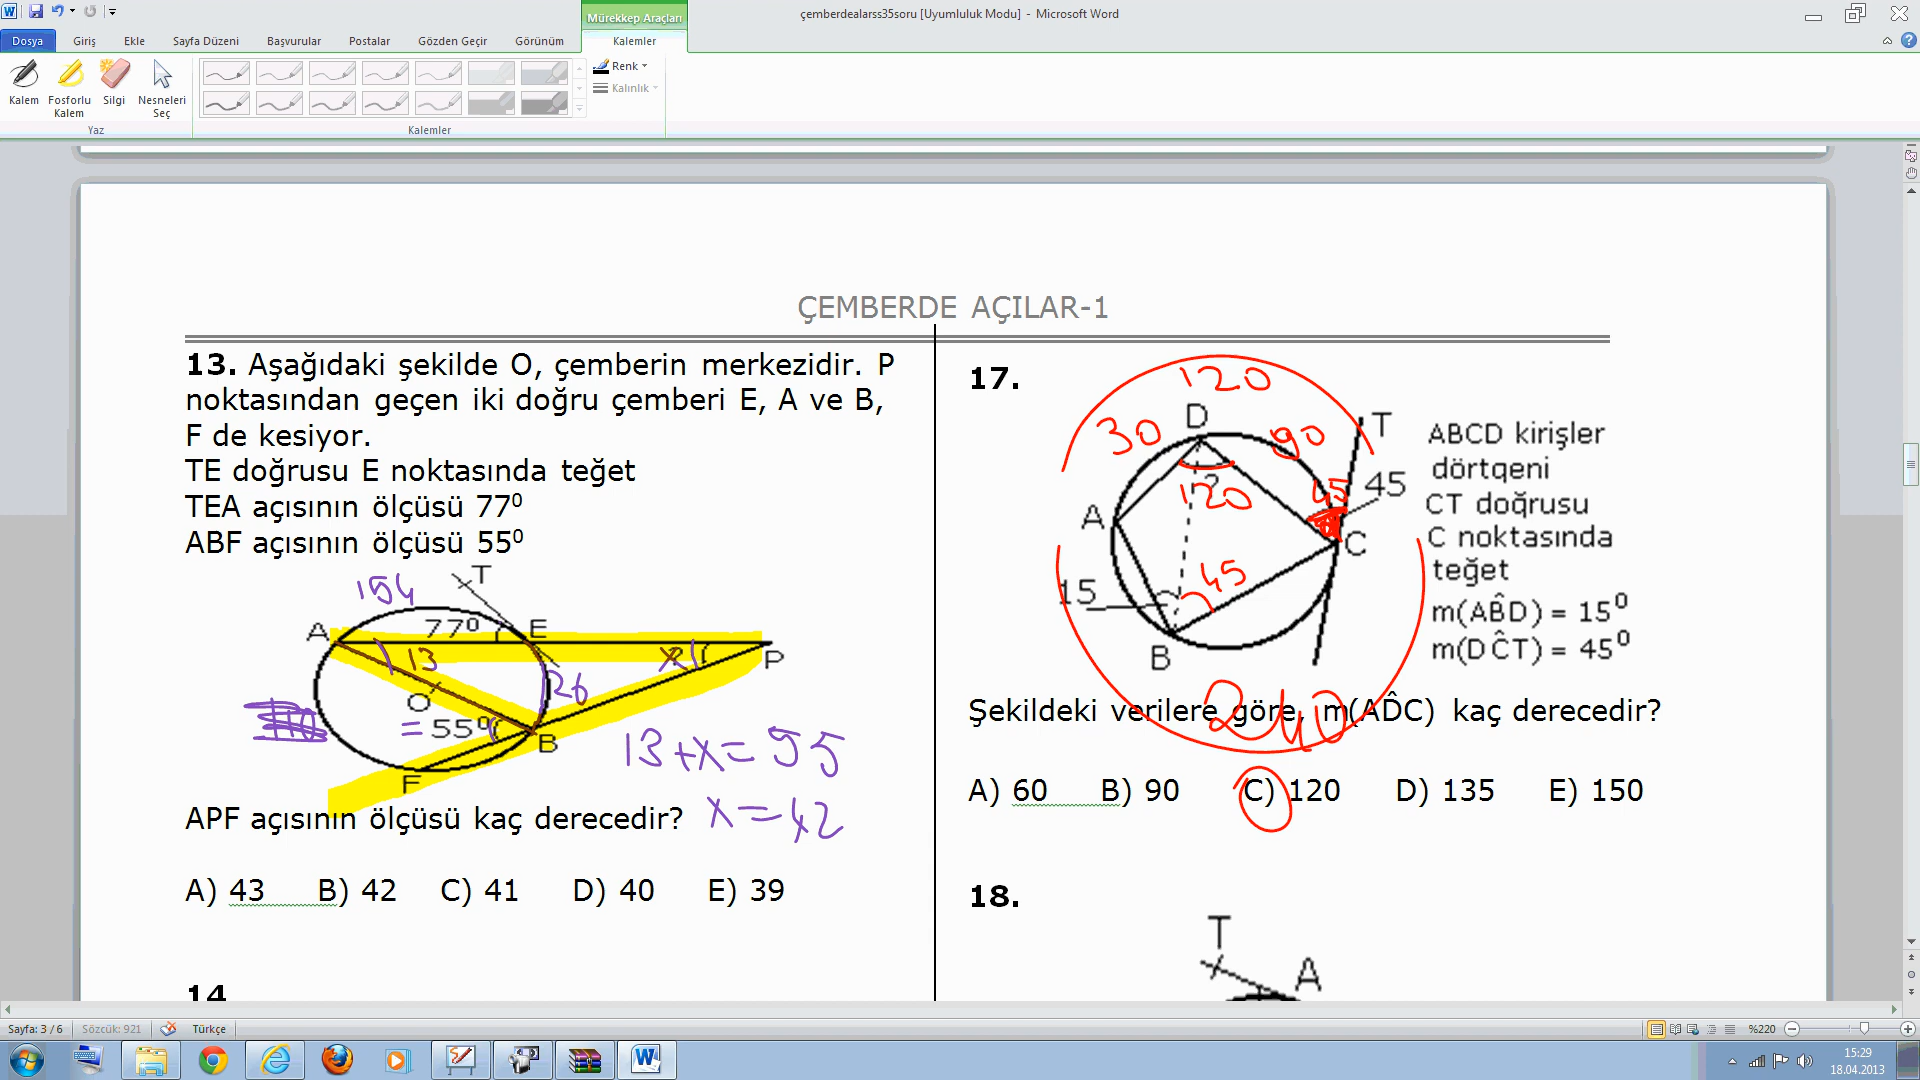 çemberdealarss35soru [Uyumluluk Modu] - Microsoft Word
Mürekkep Araçları
Dosya Giriş Ekle Sayfa Düzeni Başvurular Postalar Gözden Geçir Görünüm Kalemler
Kalem
Fosforlu Kalem
Silgi
Nesneleri Seç
Renk
Kalınlık
Yaz
Kalemler
ÇEMBERDE AÇILAR-1
13. Aşağıdaki şekilde O, çemberin merkezidir. P
noktasından geçen iki doğru çemberi E, A ve B,
F de kesiyor.
TE doğrusu E noktasında teğet
TEA açısının ölçüsü 77⁰
ABF açısının ölçüsü 55⁰
154 T
A 77⁰ E
13 x P
O 26
= 55⁰ B
F
13+x=55
APF açısının ölçüsü kaç derecedir? x=42
A) 43 B) 42 C) 41 D) 40 E) 39
14
17.
120
D T
30 90
120 45 45
A C
45
15
B
240
ABCD kirişler
dörtgeni
CT doğrusu
C noktasında
teğet
m(AB̂D) = 15⁰
m(DĈT) = 45⁰
Şekildeki verilere göre, m(AD̂C) kaç derecedir?
A) 60 B) 90 C) 120 D) 135 E) 150
18.
T
A
Sayfa: 3 / 6 Sözcük: 921 Türkçe %220
15:29
18.04.2013